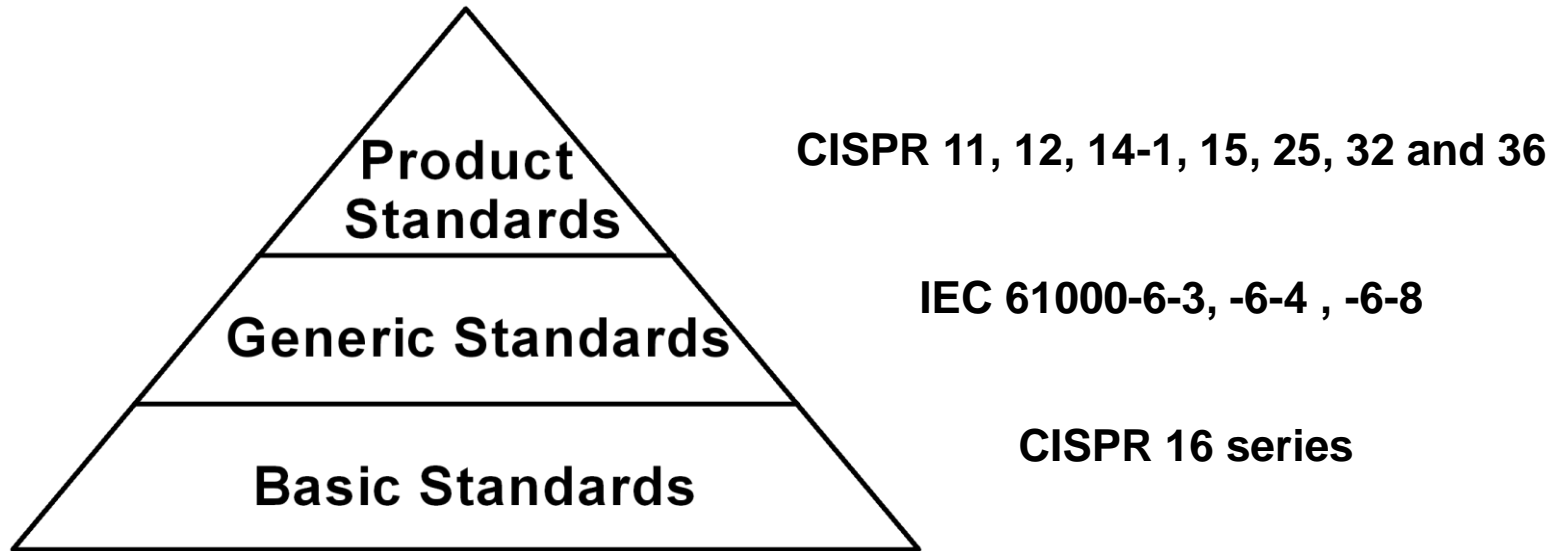 Product
Standards
CISPR 11, 12, 14-1, 15, 25, 32 and 36
Generic Standards
IEC 61000-6-3, -6-4 , -6-8
Basic Standards
CISPR 16 series